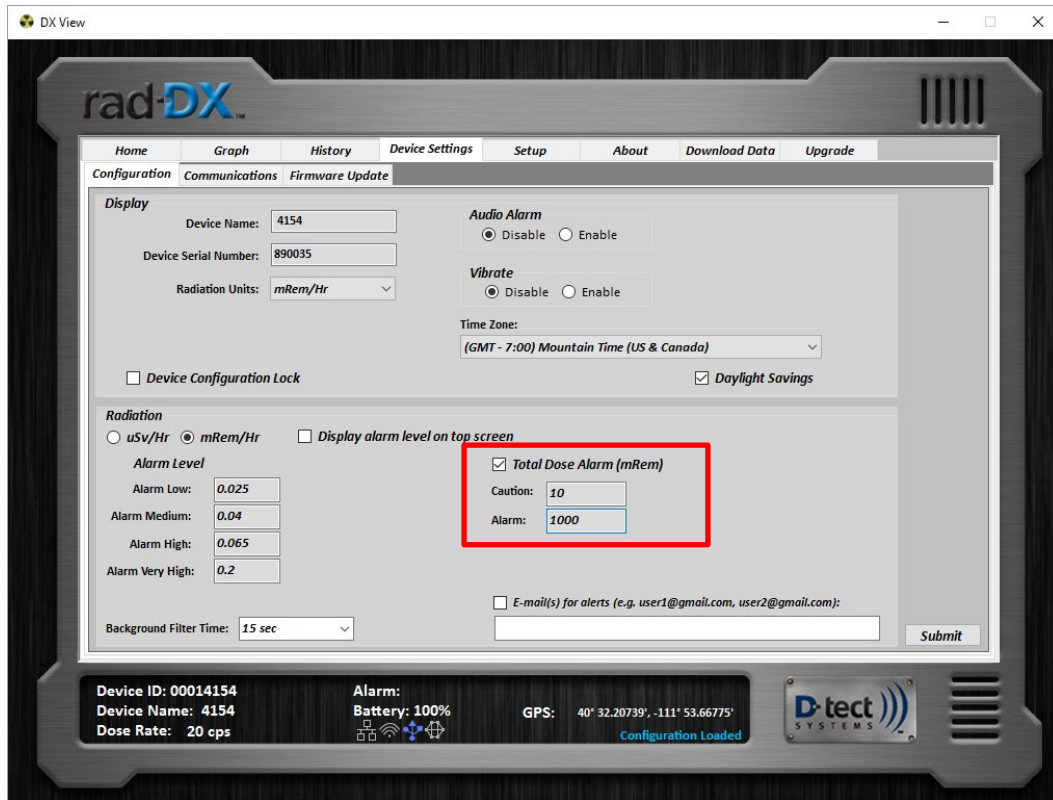 DX View
rad-DX™
Home Graph History Device Settings Setup About Download Data Upgrade
Configuration Communications Firmware Update
Display
Device Name: 4154
Device Serial Number: 890035
Radiation Units: mRem/Hr
Audio Alarm
Disable Enable
Vibrate
Disable Enable
Time Zone:
(GMT - 7:00) Mountain Time (US & Canada)
Device Configuration Lock
Daylight Savings
Radiation
uSv/Hr mRem/Hr Display alarm level on top screen
Alarm Level
Alarm Low: 0.025
Alarm Medium: 0.04
Alarm High: 0.065
Alarm Very High: 0.2
Total Dose Alarm (mRem)
Caution: 10
Alarm: 1000
E-mail(s) for alerts (e.g. user1@gmail.com, user2@gmail.com):
Background Filter Time: 15 sec
Submit
Device ID: 00014154
Device Name: 4154
Dose Rate: 20 cps
Alarm:
Battery: 100%
GPS: 40° 32.20739', -111° 53.66775'
Configuration Loaded
D-tect
SYSTEMS